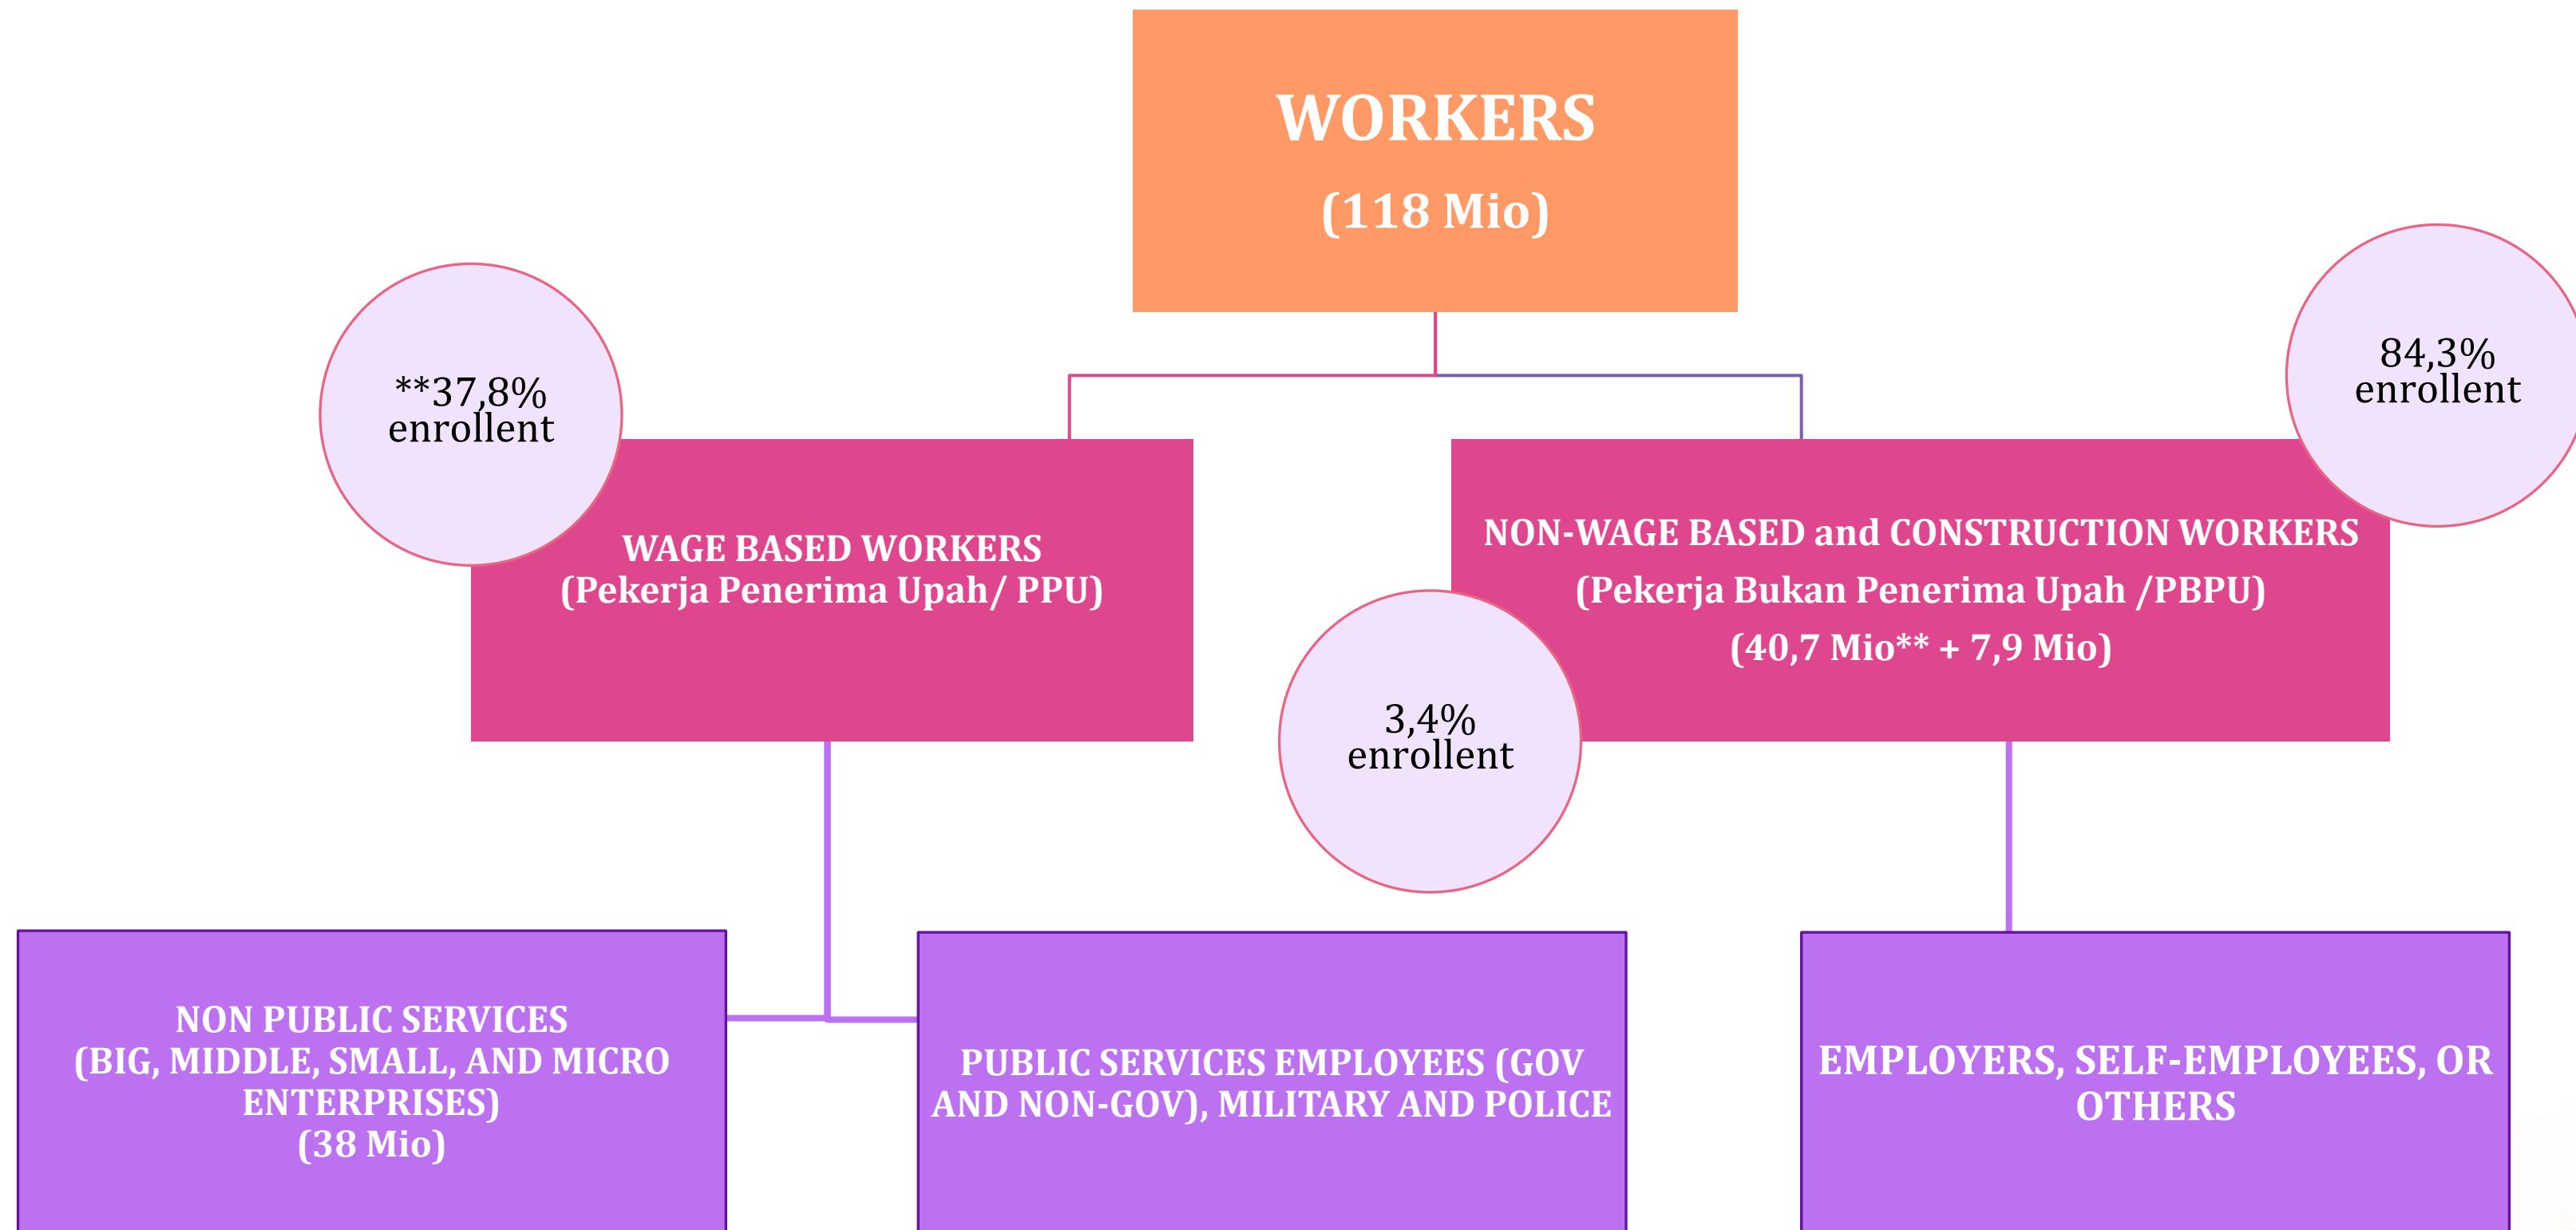 WORKERS
(118 Mio)
**37,8%
enrollent
84,3%
enrollent
WAGE BASED WORKERS
(Pekerja Penerima Upah/ PPU)
NON-WAGE BASED and CONSTRUCTION WORKERS
(Pekerja Bukan Penerima Upah /PBPU)
(40,7 Mio** + 7,9 Mio)
3,4%
enrollent
NON PUBLIC SERVICES
(BIG, MIDDLE, SMALL, AND MICRO
ENTERPRISES)
(38 Mio)
PUBLIC SERVICES EMPLOYEES (GOV
AND NON-GOV), MILITARY AND POLICE
EMPLOYERS, SELF-EMPLOYEES, OR
OTHERS